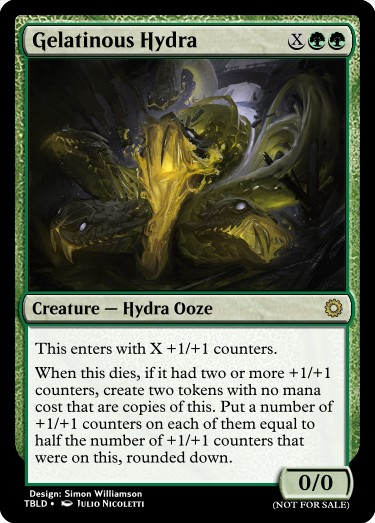 Gelatinous Hydra X
Creature — Hydra Ooze
This enters with X +1/+1 counters.
When this dies, if it had two or more +1/+1
counters, create two tokens with no mana
cost that are copies of this. Put a number of
+1/+1 counters on each of them equal to
half the number of +1/+1 counters that
were on this, rounded down.
0/0
Design: Simon Williamson
TBLD • Julio Nicoletti
(NOT FOR SALE)